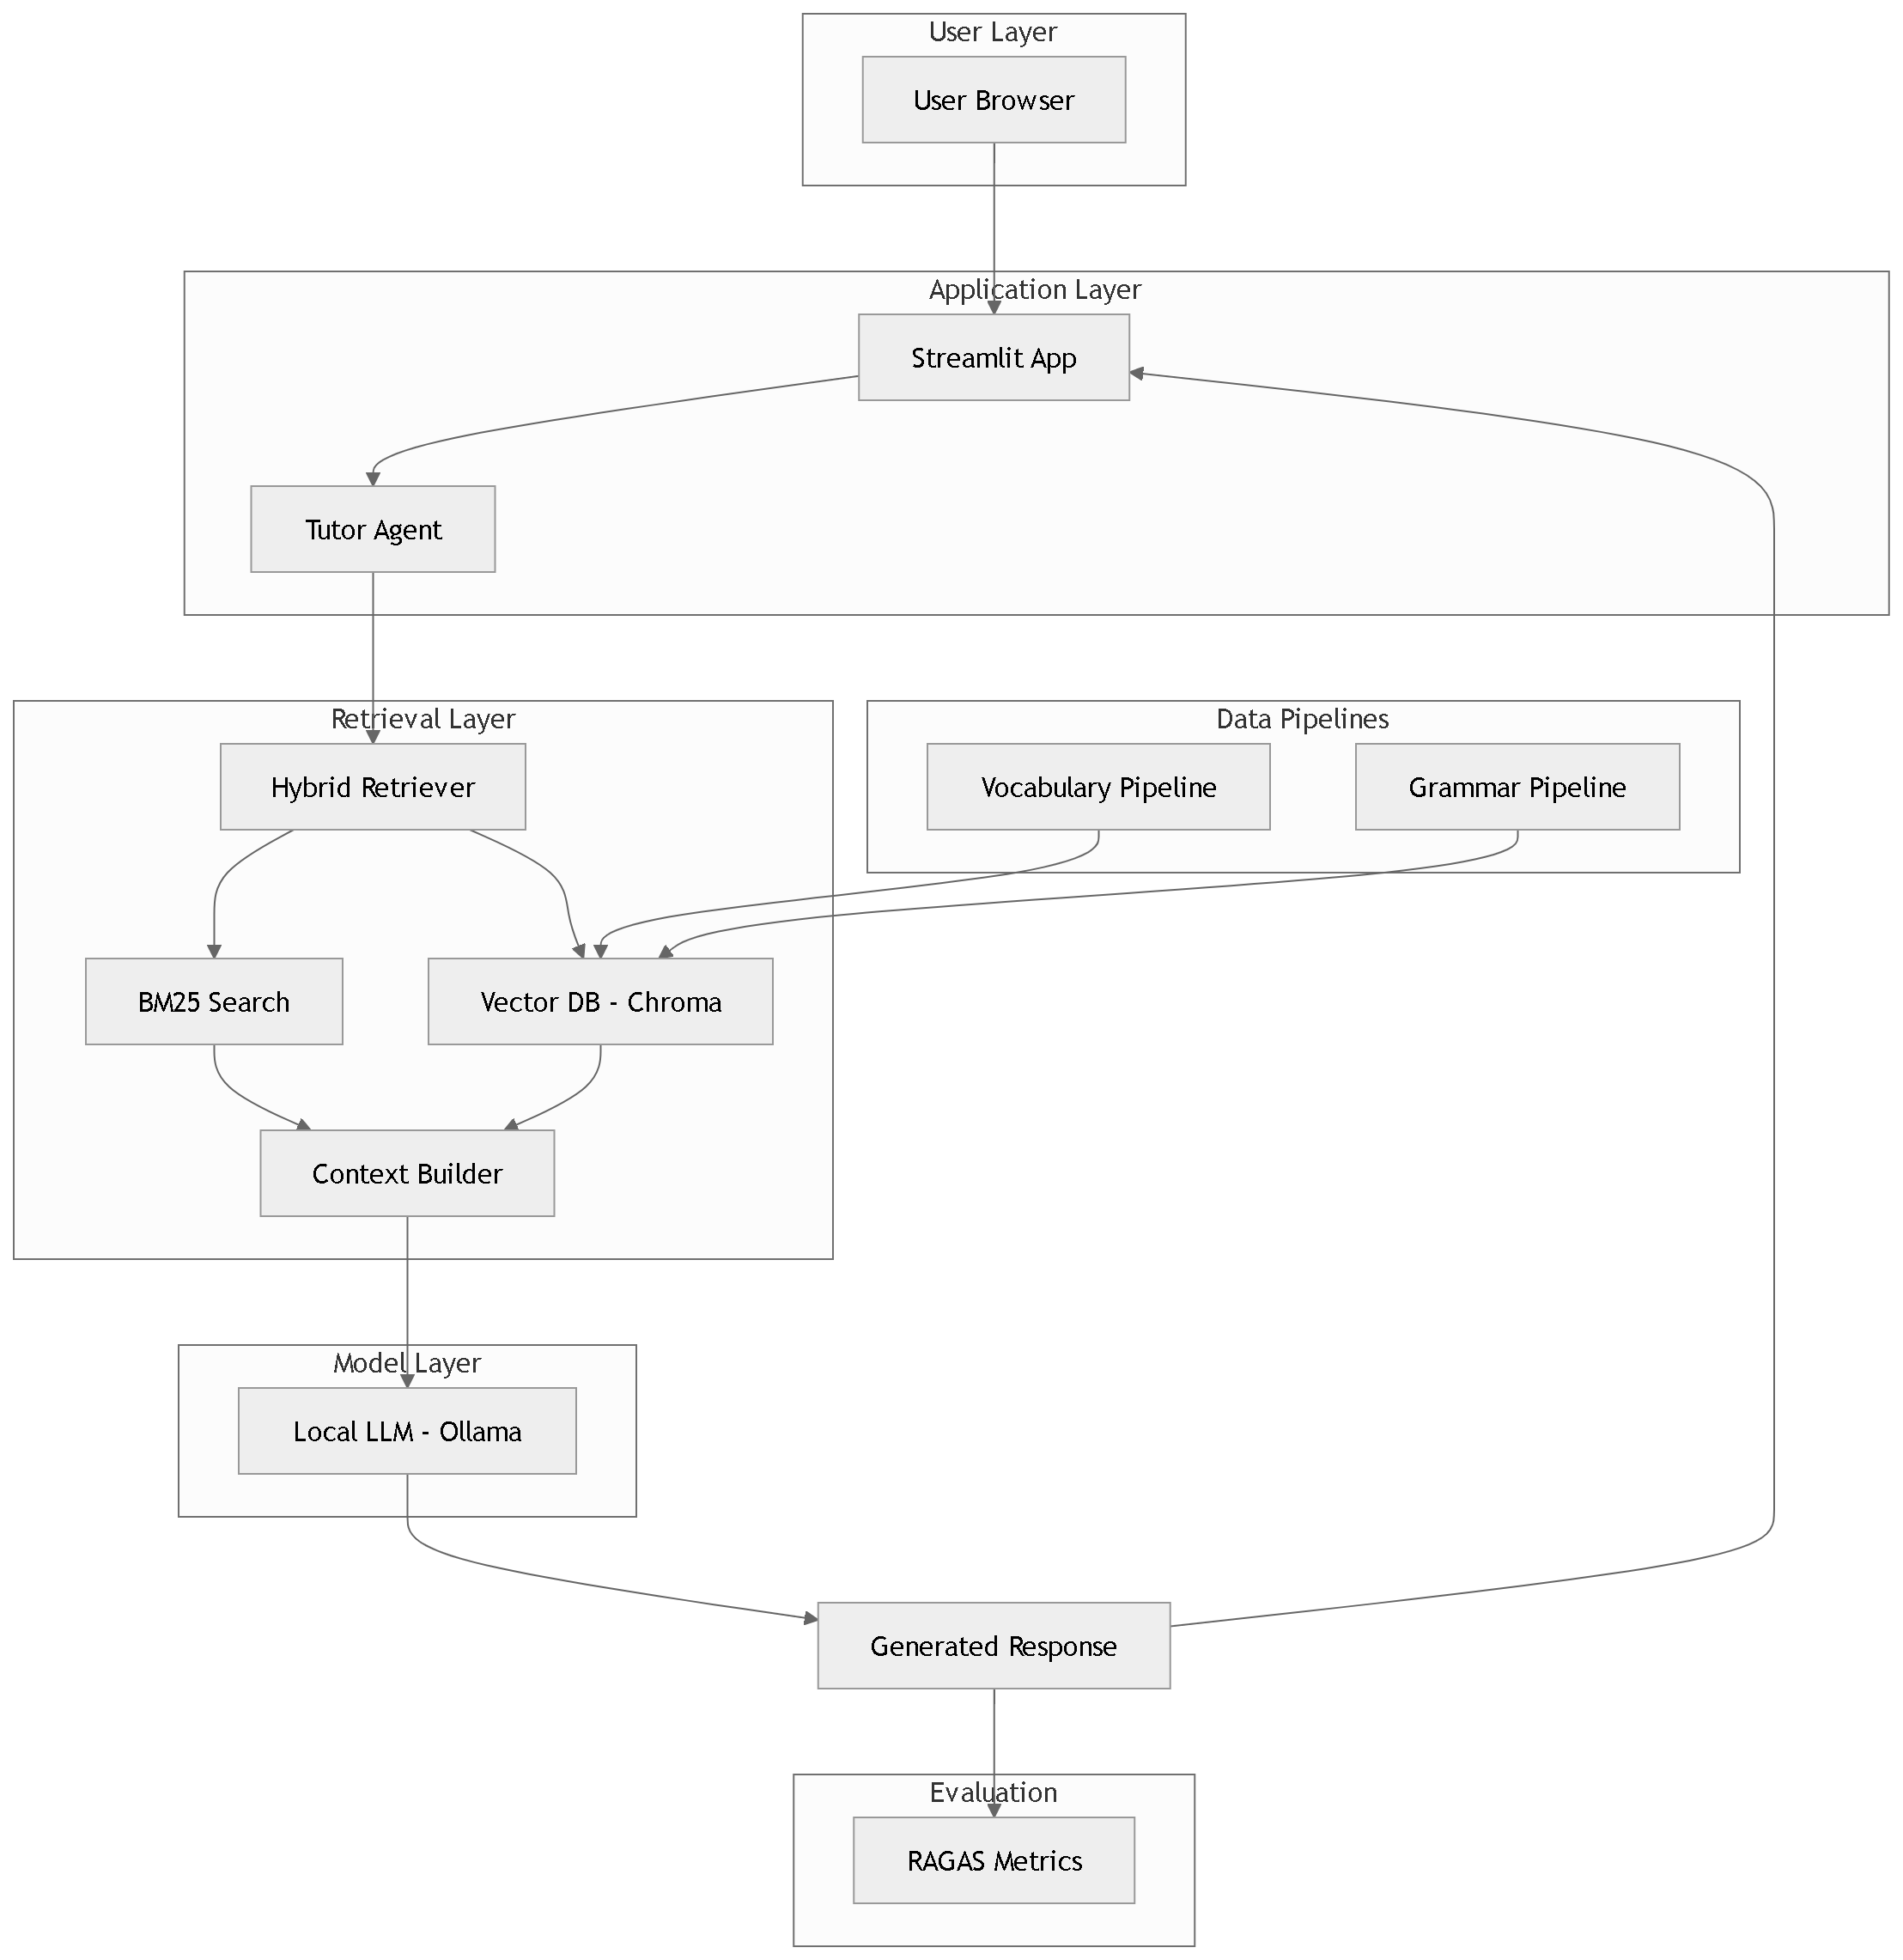 User Layer
User Browser
Application Layer
Streamlit App
Tutor Agent
Retrieval Layer
Hybrid Retriever
Data Pipelines
Vocabulary Pipeline
Grammar Pipeline
BM25 Search
Vector DB - Chroma
Context Builder
Model Layer
Local LLM - Ollama
Generated Response
Evaluation
RAGAS Metrics